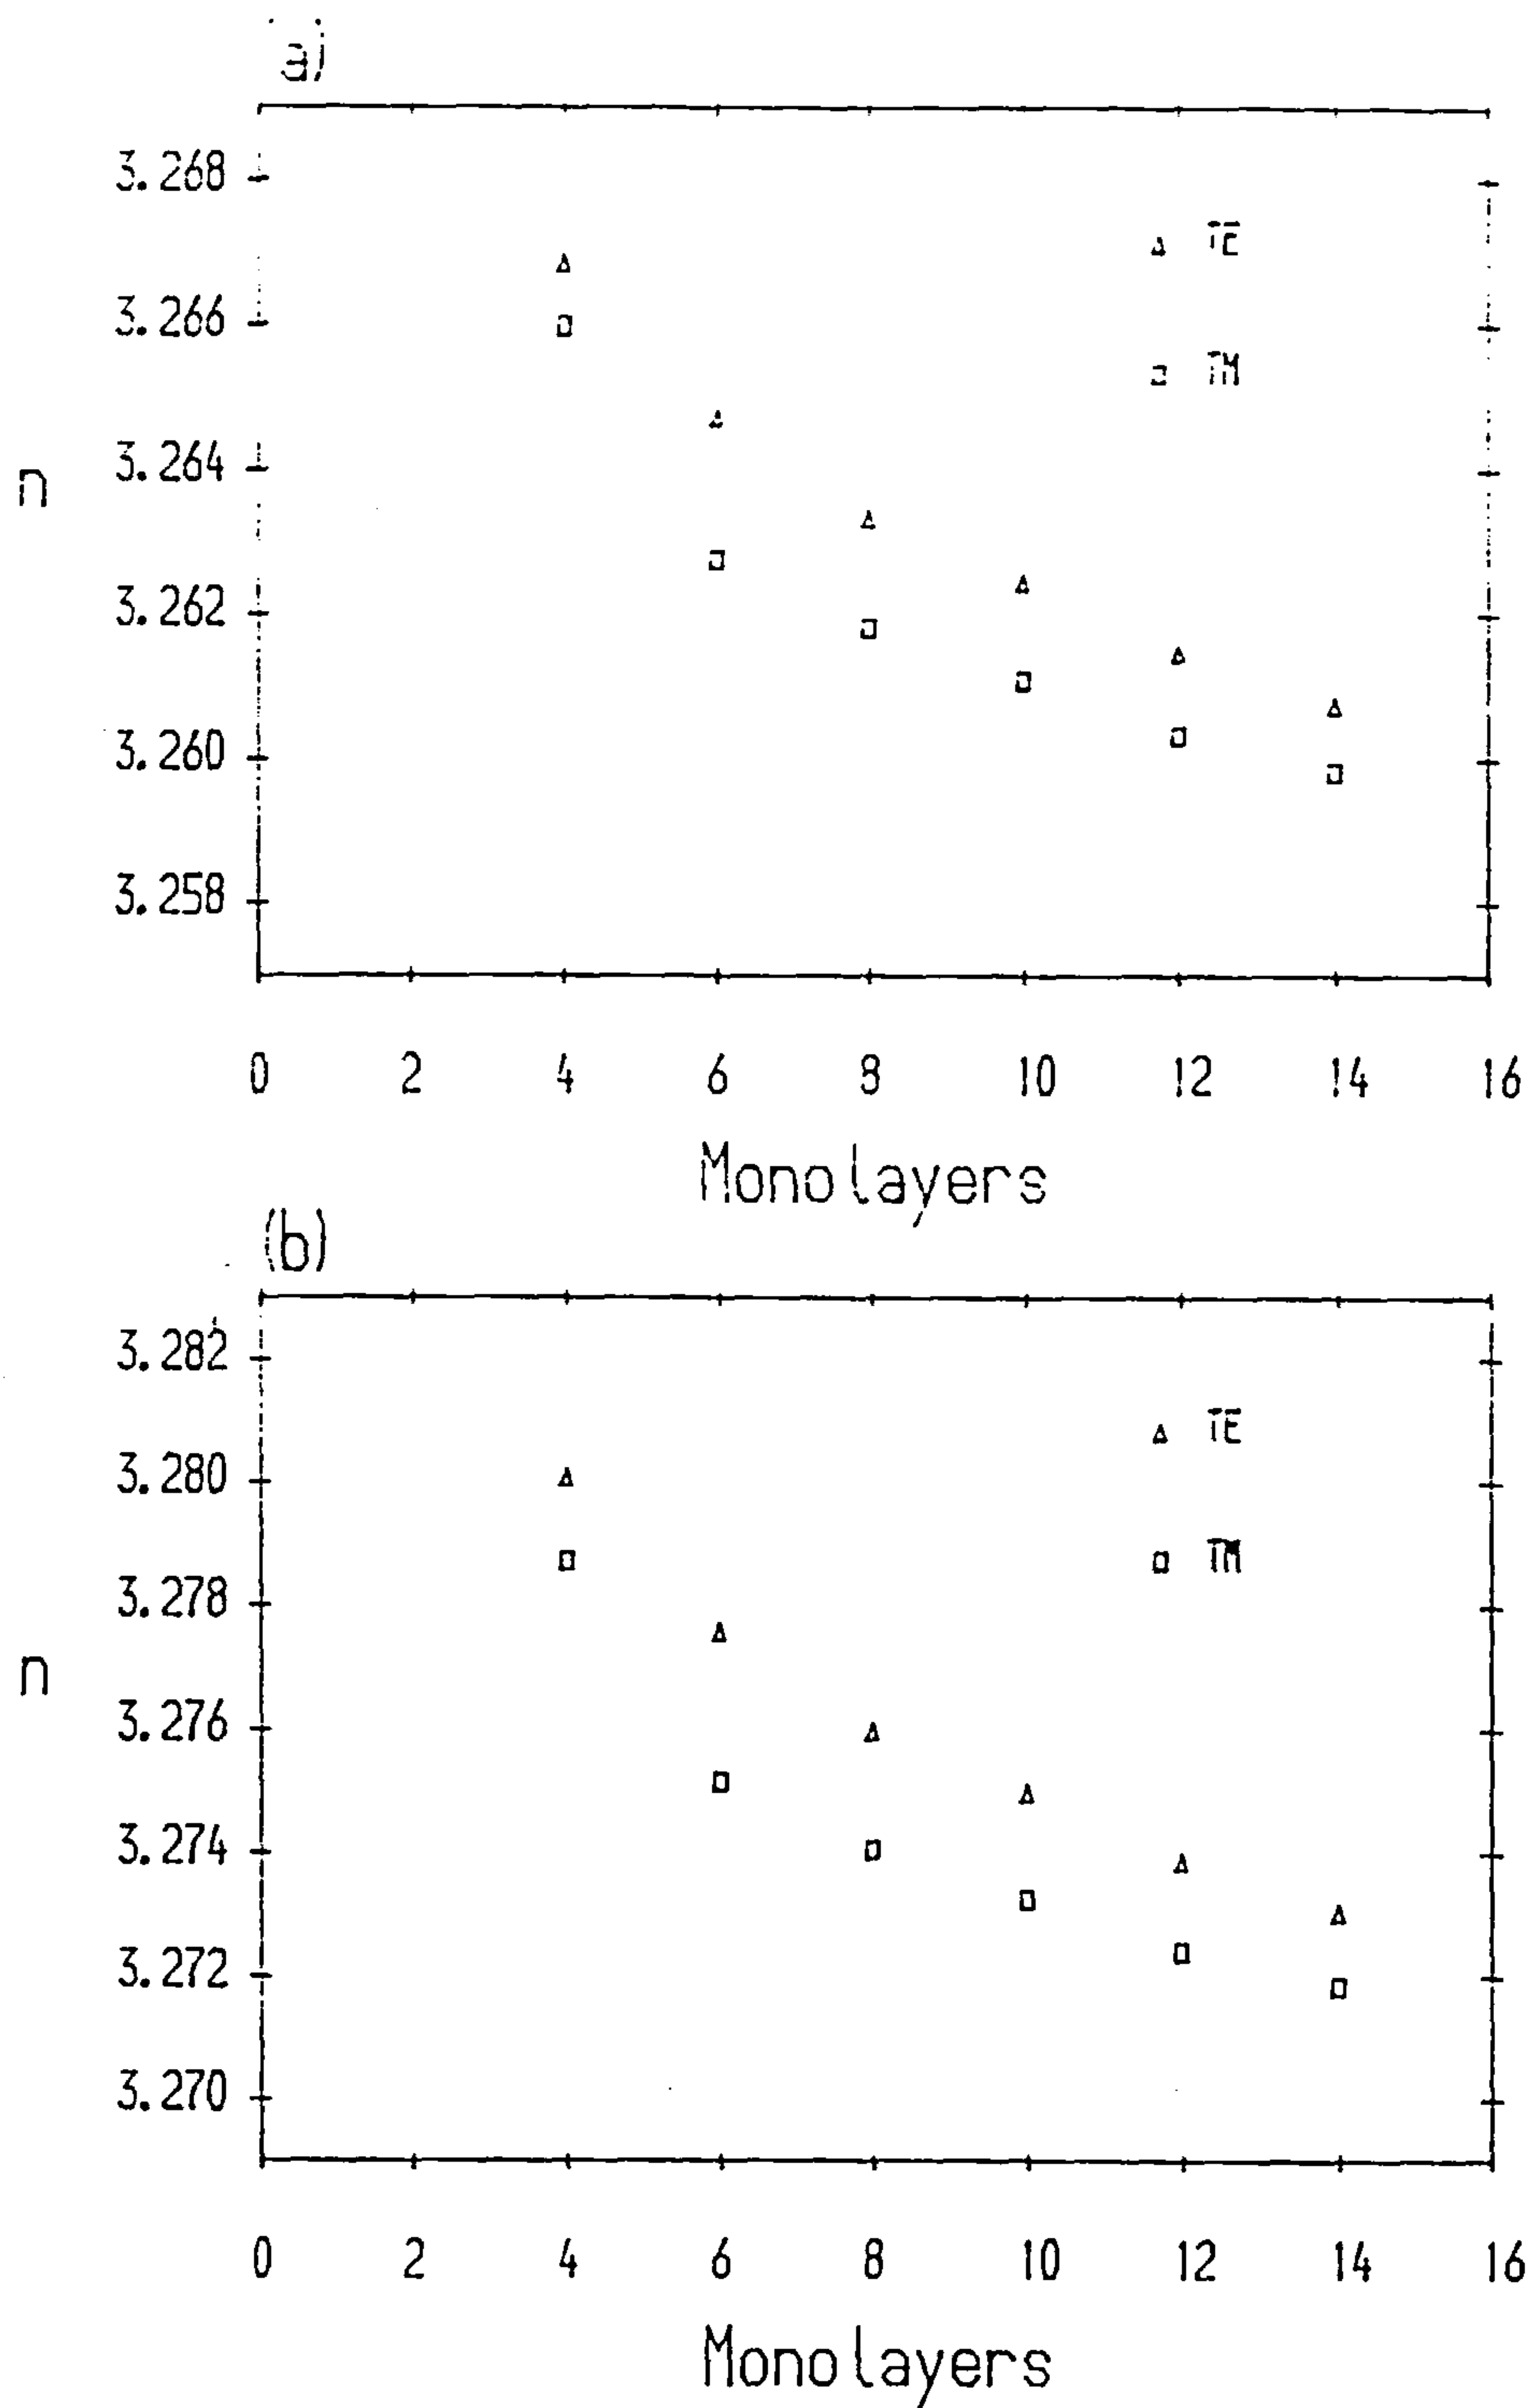 a)
3.268
TE
3.266
TM
3.264
n
3.262
3.260
3.258
0 2 4 6 8 10 12 14 16
Monolayers
(b)
3.282
TE
3.280
TM
3.278
n
3.276
3.274
3.272
3.270
0 2 4 6 8 10 12 14 16
Monolayers